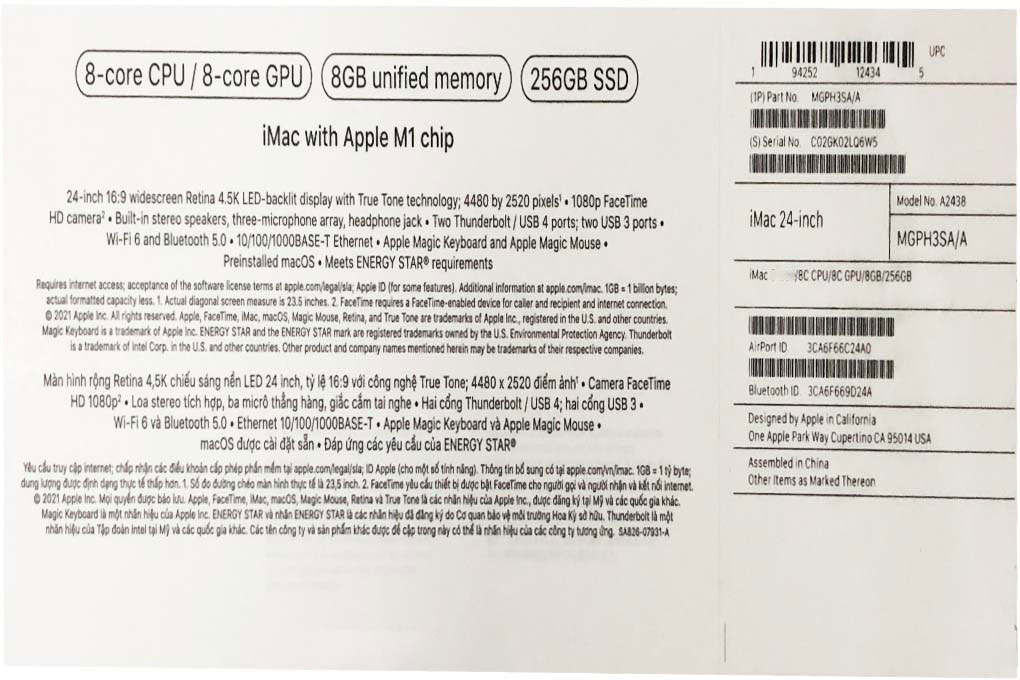 8-core CPU / 8-core GPU
8GB unified memory
256GB SSD
iMac with Apple M1 chip
24-inch 16:9 widescreen Retina 4.5K LED-backlit display with True Tone technology; 4480 by 2520 pixels¹ • 1080p FaceTime
HD camera² • Built-in stereo speakers, three-microphone array, headphone jack • Two Thunderbolt / USB 4 ports; two USB 3 ports •
Wi-Fi 6 and Bluetooth 5.0 • 10/100/1000BASE-T Ethernet • Apple Magic Keyboard and Apple Magic Mouse •
Preinstalled macOS • Meets ENERGY STAR® requirements
Requires internet access; acceptance of the software license terms at apple.com/legal/sla; Apple ID (for some features). Additional information at apple.com/imac. 1GB = 1 billion bytes;
actual formatted capacity less. 1. Actual diagonal screen measure is 23.5 inches. 2. FaceTime requires a FaceTime-enabled device for caller and recipient and internet connection.
© 2021 Apple Inc. All rights reserved. Apple, FaceTime, iMac, macOS, Magic Mouse, Retina, and True Tone are trademarks of Apple Inc., registered in the U.S. and other countries.
Magic Keyboard is a trademark of Apple Inc. ENERGY STAR and the ENERGY STAR mark are registered trademarks owned by the U.S. Environmental Protection Agency. Thunderbolt
is a trademark of Intel Corp. in the U.S. and other countries. Other product and company names mentioned herein may be trademarks of their respective companies.
Màn hình rộng Retina 4,5K chiếu sáng nền LED 24 inch, tỷ lệ 16:9 với công nghệ True Tone; 4480 x 2520 điểm ảnh¹ • Camera FaceTime
HD 1080p² • Loa stereo tích hợp, ba micrô thẳng hàng, giắc cắm tai nghe • Hai cổng Thunderbolt / USB 4; hai cổng USB 3 •
Wi-Fi 6 và Bluetooth 5.0 • Ethernet 10/100/1000BASE-T • Apple Magic Keyboard và Apple Magic Mouse •
macOS được cài đặt sẵn • Đáp ứng các yêu cầu của ENERGY STAR®
Yêu cầu truy cập internet; chấp nhận các điều khoản cấp phép phần mềm tại apple.com/legal/sla; ID Apple (cho một số tính năng). Thông tin bổ sung có tại apple.com/vn/imac. 1GB = 1 tỷ byte;
dung lượng được định dạng thực tế thấp hơn. 1. Số đo đường chéo màn hình thực tế là 23,5 inch. 2. FaceTime yêu cầu thiết bị được bật FaceTime cho người gọi và người nhận và kết nối internet.
© 2021 Apple Inc. Mọi quyền được bảo lưu. Apple, FaceTime, iMac, macOS, Magic Mouse, Retina và True Tone là các nhãn hiệu của Apple Inc., được đăng ký tại Mỹ và các quốc gia khác.
Magic Keyboard là một nhãn hiệu của Apple Inc. ENERGY STAR và nhãn ENERGY STAR là các nhãn hiệu đã đăng ký do Cơ quan bảo vệ môi trường Hoa Kỳ sở hữu. Thunderbolt là một
nhãn hiệu của Tập đoàn Intel tại Mỹ và các quốc gia khác. Các tên công ty và sản phẩm khác được đề cập trong này có thể là nhãn hiệu của các công ty tương ứng. SA826-07931-A
UPC
1 94252 12434 5
(1P) Part No. MGPH3SA/A
(S) Serial No. C02GK02LQ6W5
iMac 24-inch
Model No. A2438
MGPH3SA/A
iMac /8C CPU/8C GPU/8GB/256GB
AirPort ID 3CA6F66C24A0
Bluetooth ID 3CA6F669D24A
Designed by Apple in California
One Apple Park Way Cupertino CA 95014 USA
Assembled in China
Other Items as Marked Thereon